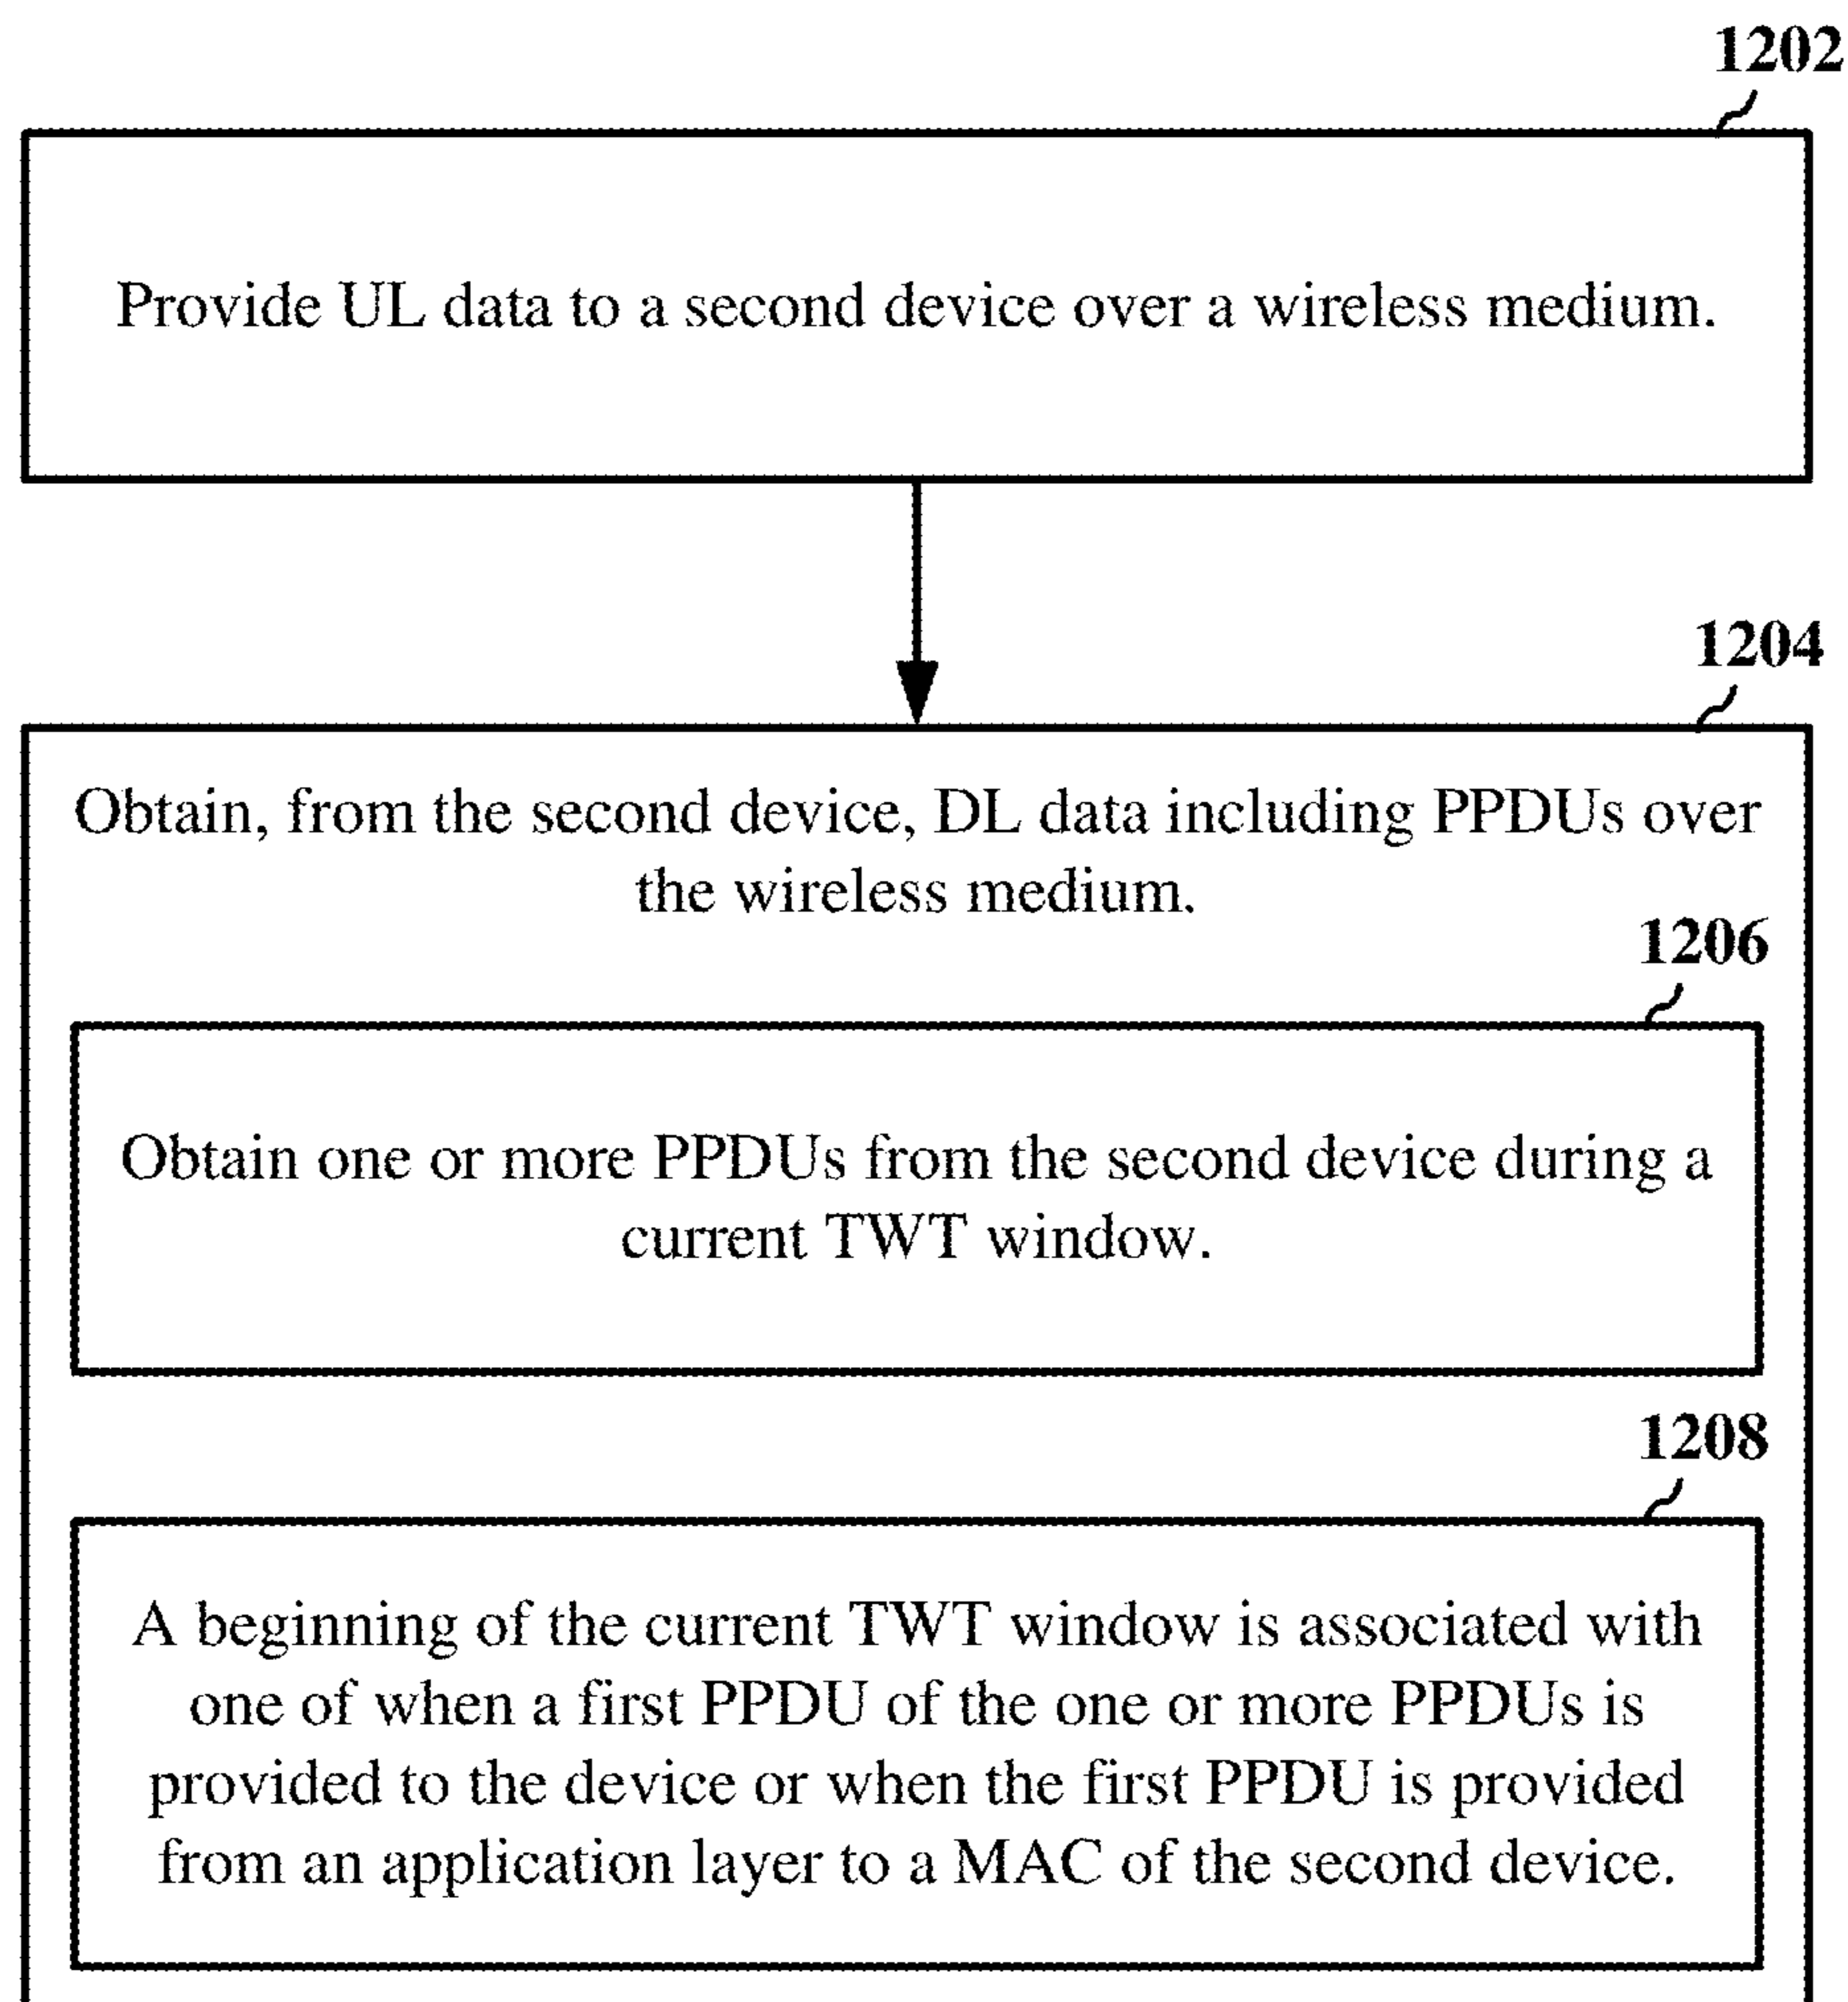 1202
Provide UL data to a second device over a wireless medium.
1204
Obtain, from the second device, DL data including PPDUs over
the wireless medium.
1206
Obtain one or more PPDUs from the second device during a
current TWT window.
1208
A beginning of the current TWT window is associated with
one of when a first PPDU of the one or more PPDUs is
provided to the device or when the first PPDU is provided
from an application layer to a MAC of the second device.